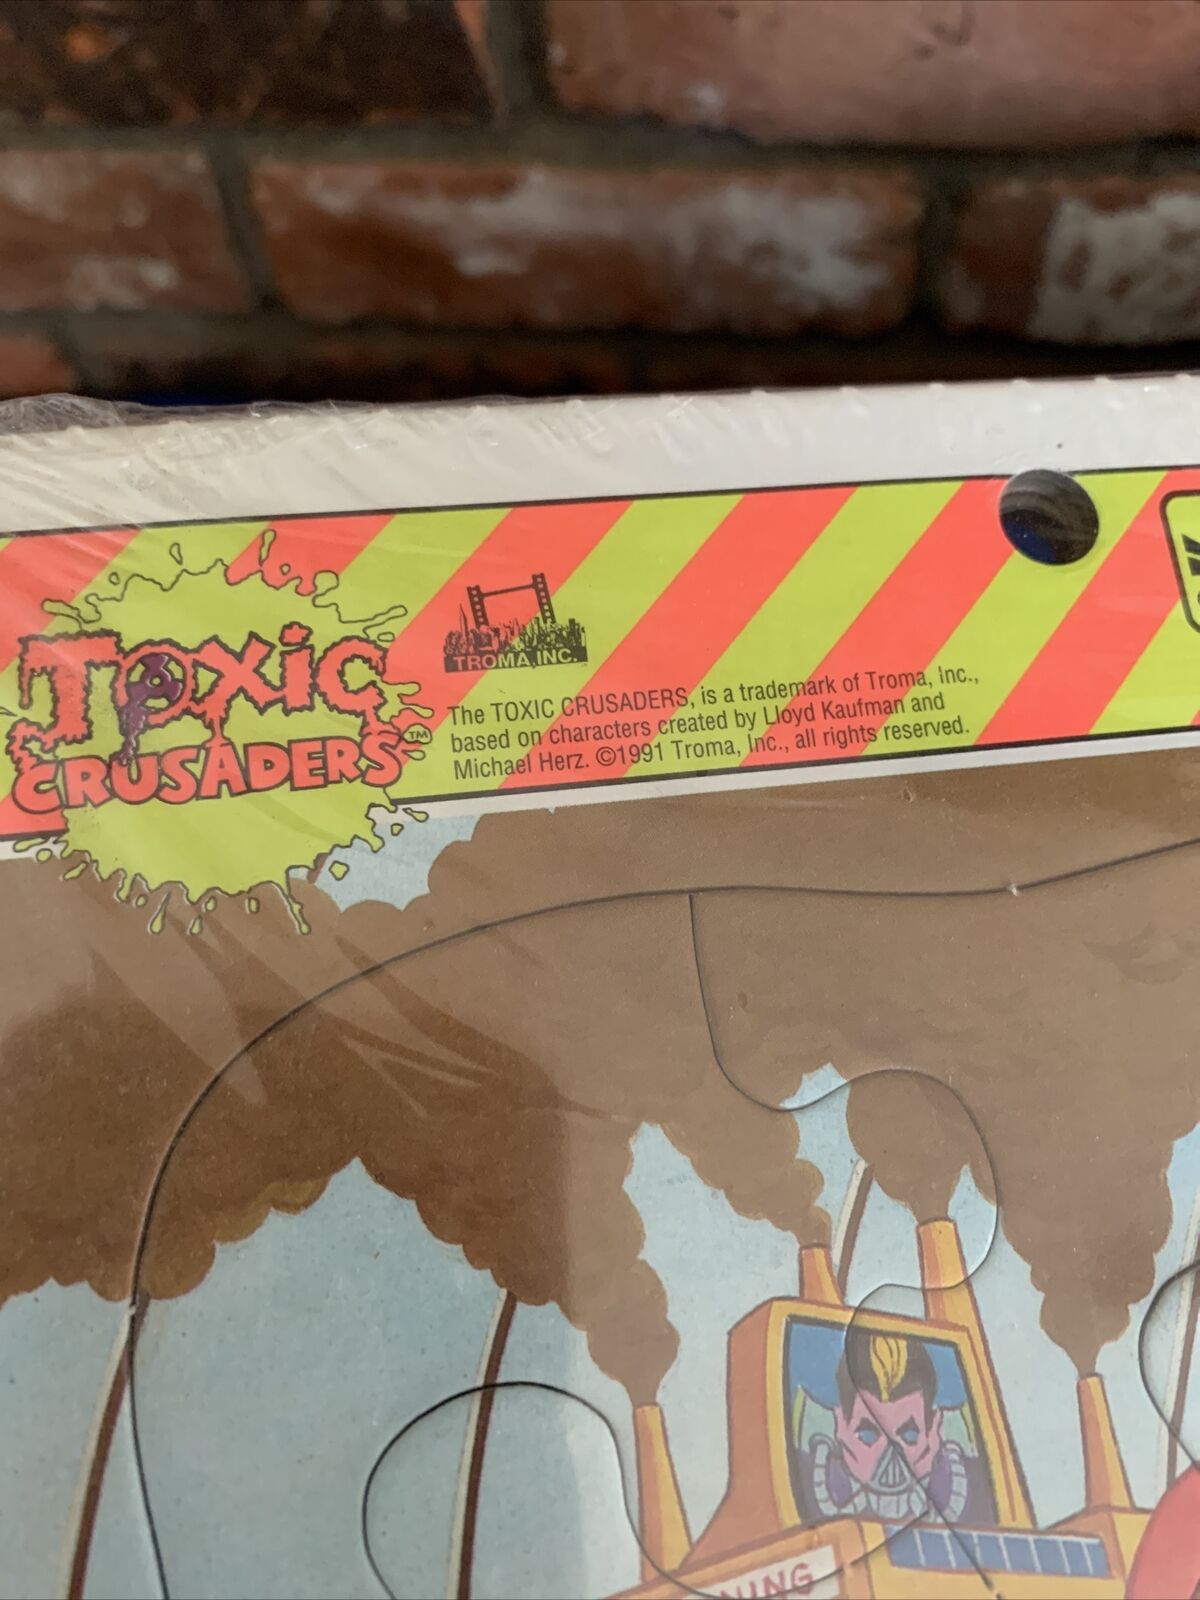 TOXIC
CRUSADERS™
TROMA, INC.
The TOXIC CRUSADERS, is a trademark of Troma, Inc.,
based on characters created by Lloyd Kaufman and
Michael Herz. ©1991 Troma, Inc., all rights reserved.